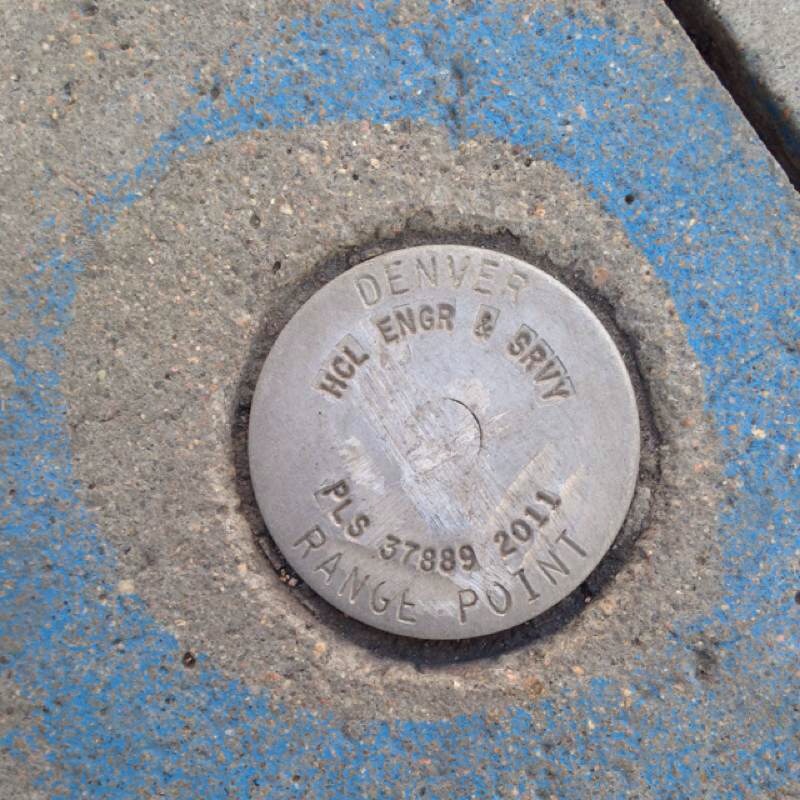 DENVER
HCL ENGR & SRVY
PLS 37889 2011
RANGE POINT